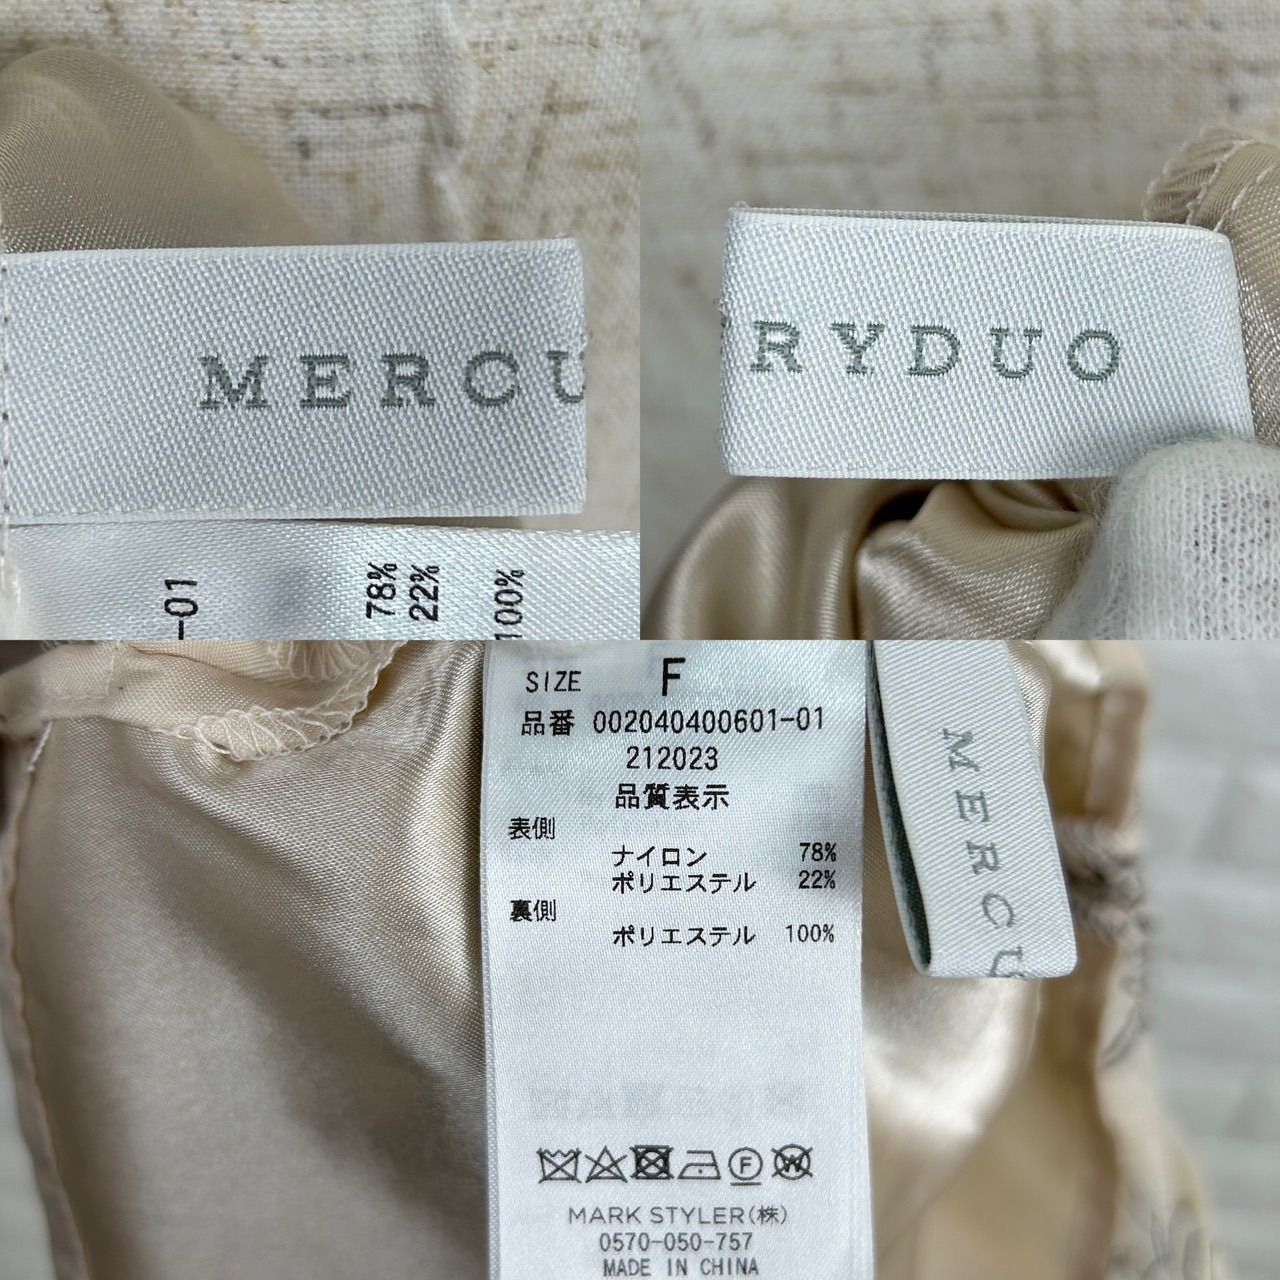 MERCU
RYDUO
-01
78%
22%
100%
SIZE F
品番 002040400601-01
212023
品質表示
表側
ナイロン 78%
ポリエステル 22%
裏側
ポリエステル 100%
MARK STYLER(株)
0570-050-757
MADE IN CHINA
MERCU